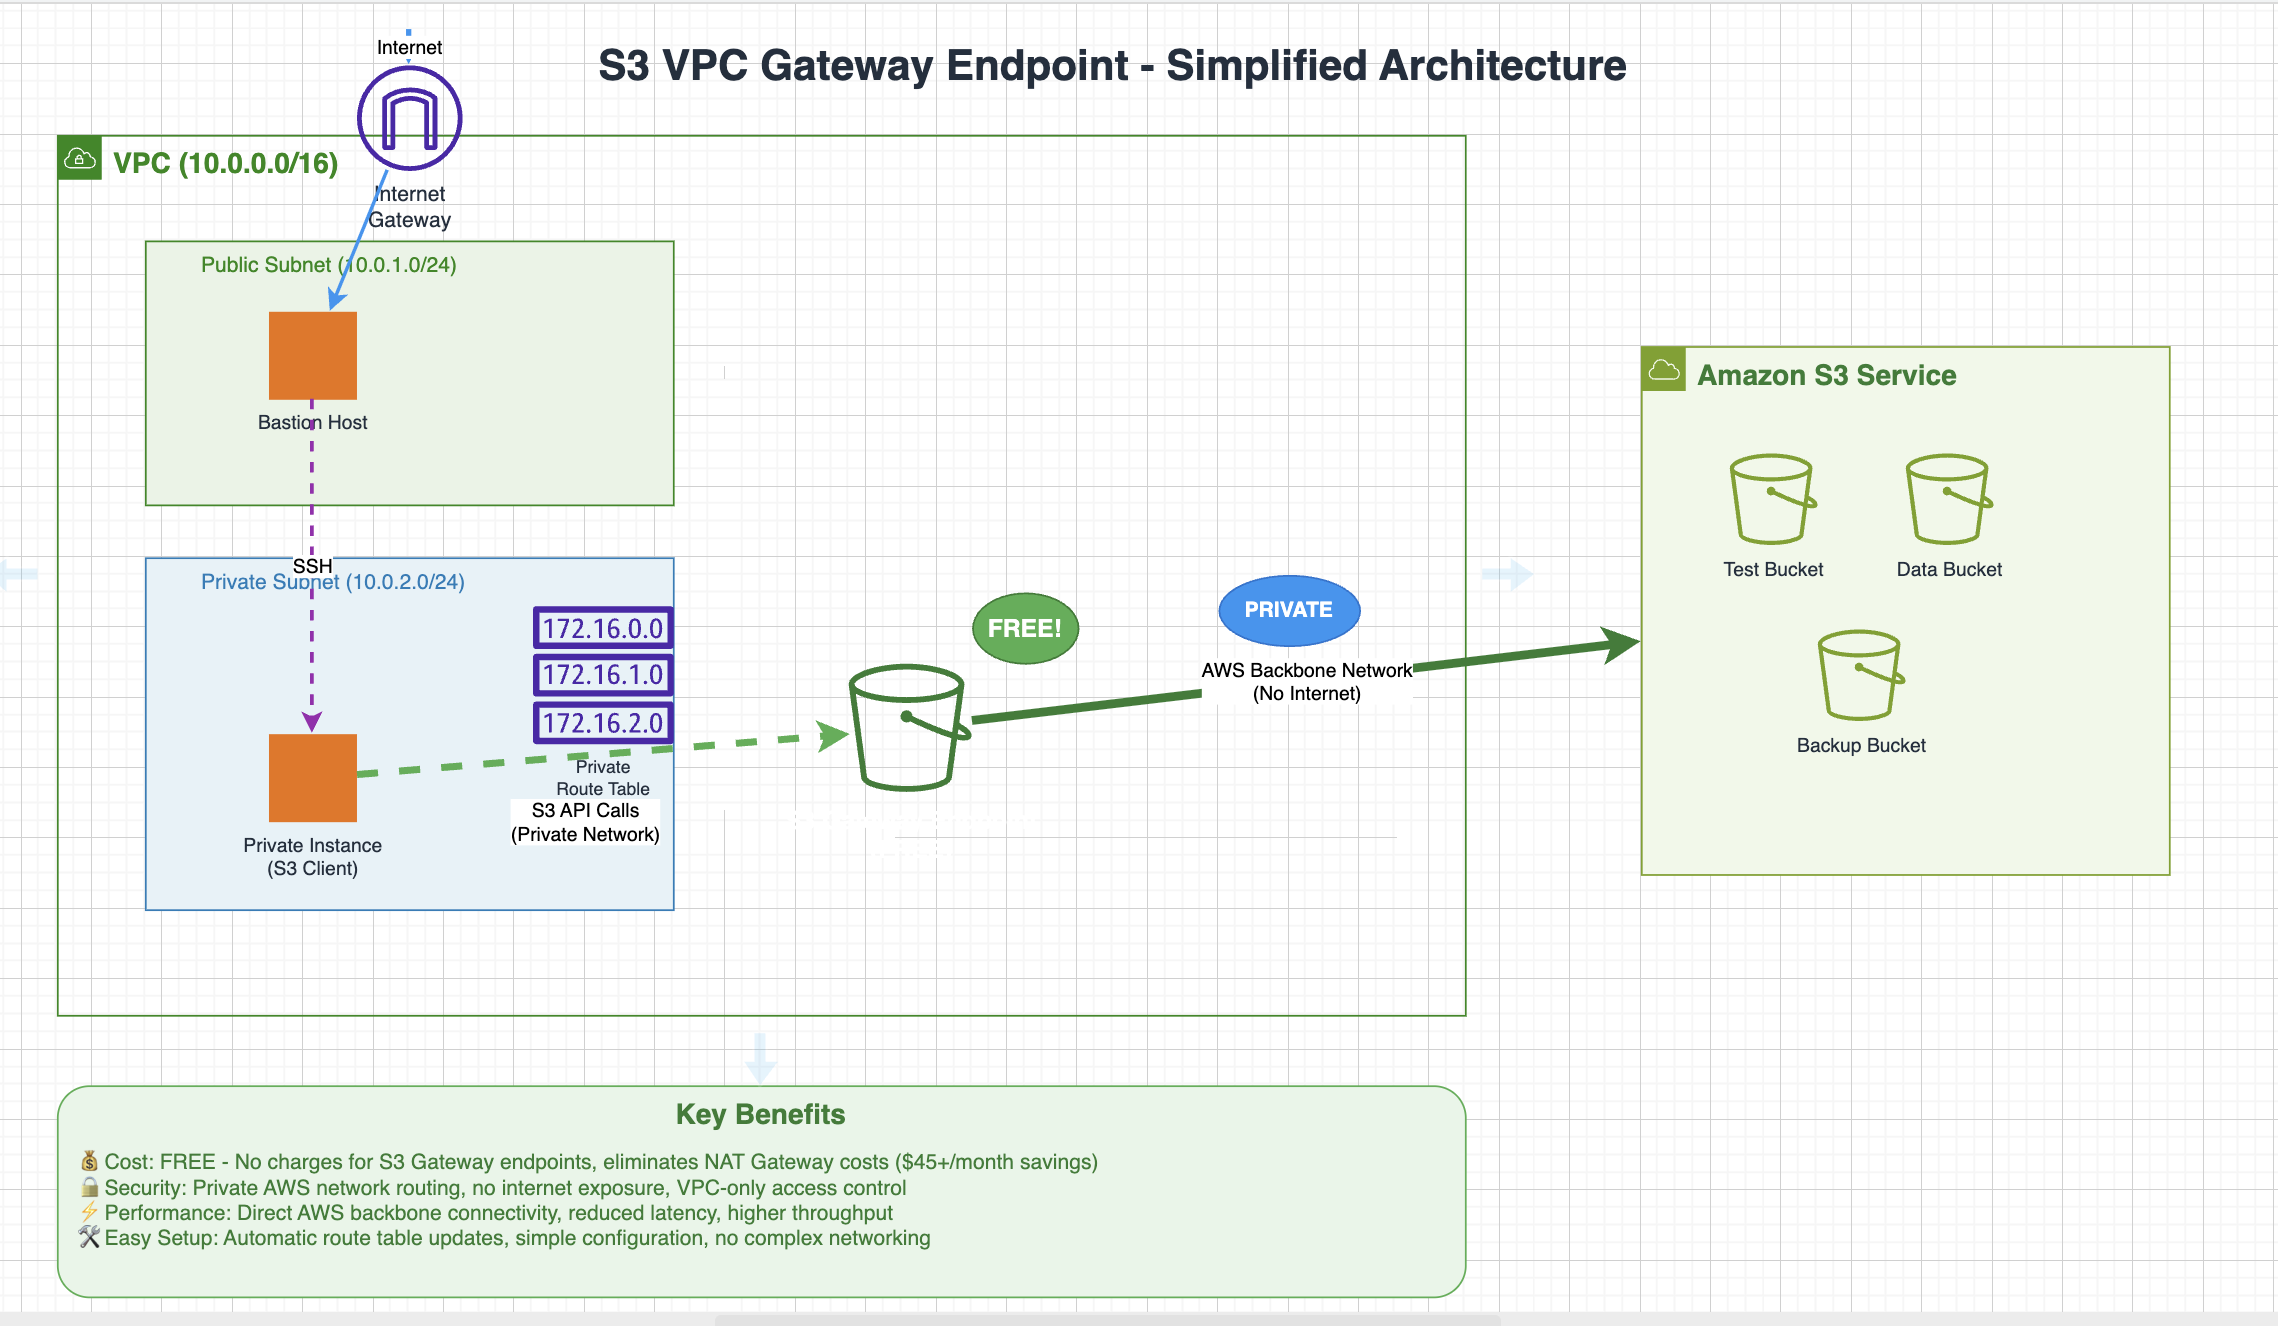 Internet
S3 VPC Gateway Endpoint - Simplified Architecture
VPC (10.0.0.0/16)
Internet
Gateway
Public Subnet (10.0.1.0/24)
Bastion Host
SSH
Private Subnet (10.0.2.0/24)
172.16.0.0
172.16.1.0
172.16.2.0
Private
Route Table
S3 API Calls
(Private Network)
Private Instance
(S3 Client)
FREE!
PRIVATE
AWS Backbone Network
(No Internet)
Amazon S3 Service
Test Bucket
Data Bucket
Backup Bucket
Key Benefits
💰 Cost: FREE - No charges for S3 Gateway endpoints, eliminates NAT Gateway costs ($45+/month savings)
🔒 Security: Private AWS network routing, no internet exposure, VPC-only access control
⚡ Performance: Direct AWS backbone connectivity, reduced latency, higher throughput
🛠 Easy Setup: Automatic route table updates, simple configuration, no complex networking